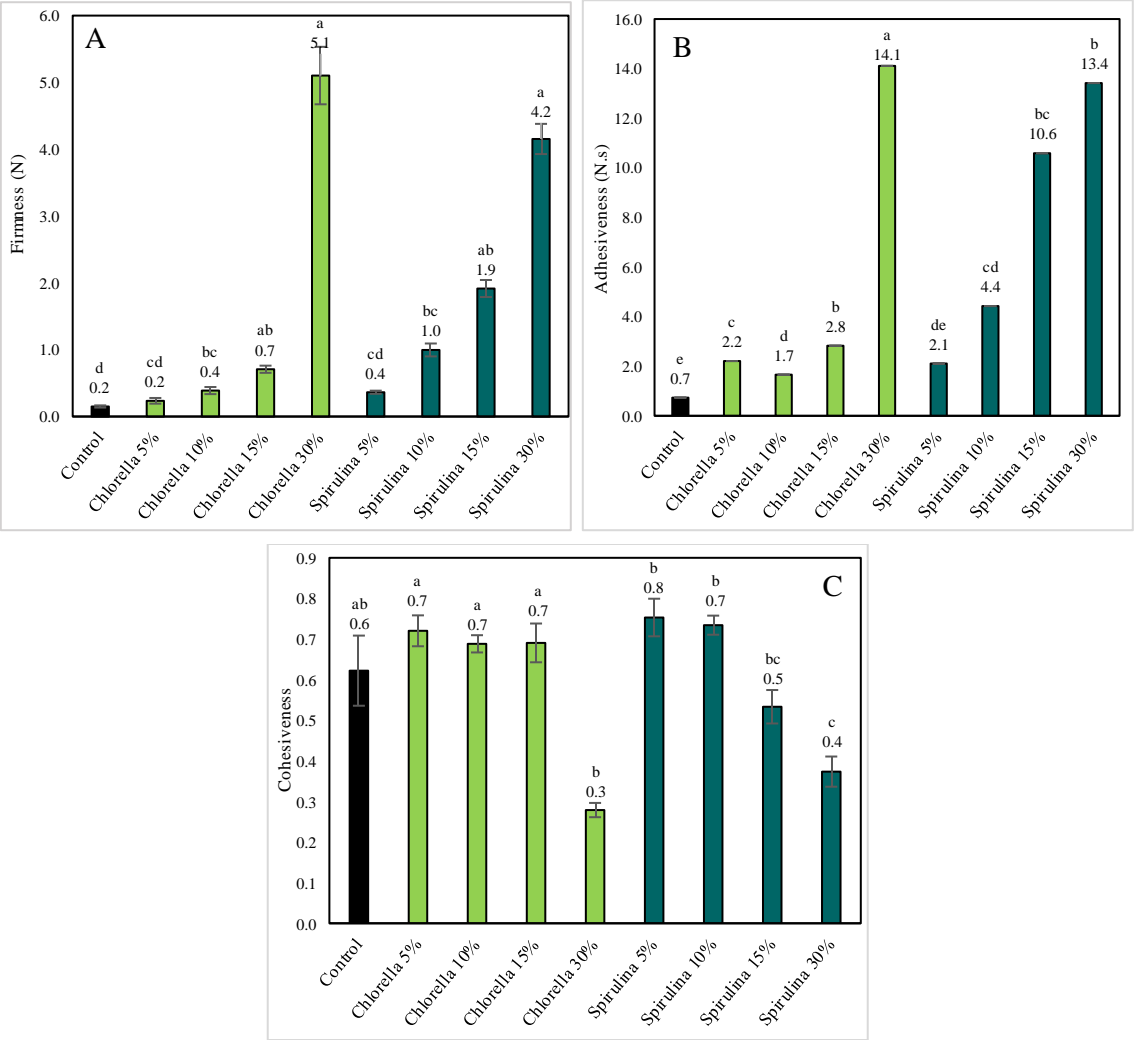 A
Firmness (N)
6.0
5.0
4.0
3.0
2.0
1.0
0.0
d
0.2
cd
0.2
bc
0.4
ab
0.7
a
5.1
cd
0.4
bc
1.0
ab
1.9
a
4.2
Control
Chlorella 5%
Chlorella 10%
Chlorella 15%
Chlorella 30%
Spirulina 5%
Spirulina 10%
Spirulina 15%
Spirulina 30%
B
Adhesiveness (N.s)
16.0
14.0
12.0
10.0
8.0
6.0
4.0
2.0
0.0
e
0.7
c
2.2
d
1.7
b
2.8
a
14.1
de
2.1
cd
4.4
bc
10.6
b
13.4
Control
Chlorella 5%
Chlorella 10%
Chlorella 15%
Chlorella 30%
Spirulina 5%
Spirulina 10%
Spirulina 15%
Spirulina 30%
C
Cohesiveness
0.9
0.8
0.7
0.6
0.5
0.4
0.3
0.2
0.1
0.0
ab
0.6
a
0.7
a
0.7
a
0.7
b
0.3
b
0.8
b
0.7
bc
0.5
c
0.4
Control
Chlorella 5%
Chlorella 10%
Chlorella 15%
Chlorella 30%
Spirulina 5%
Spirulina 10%
Spirulina 15%
Spirulina 30%